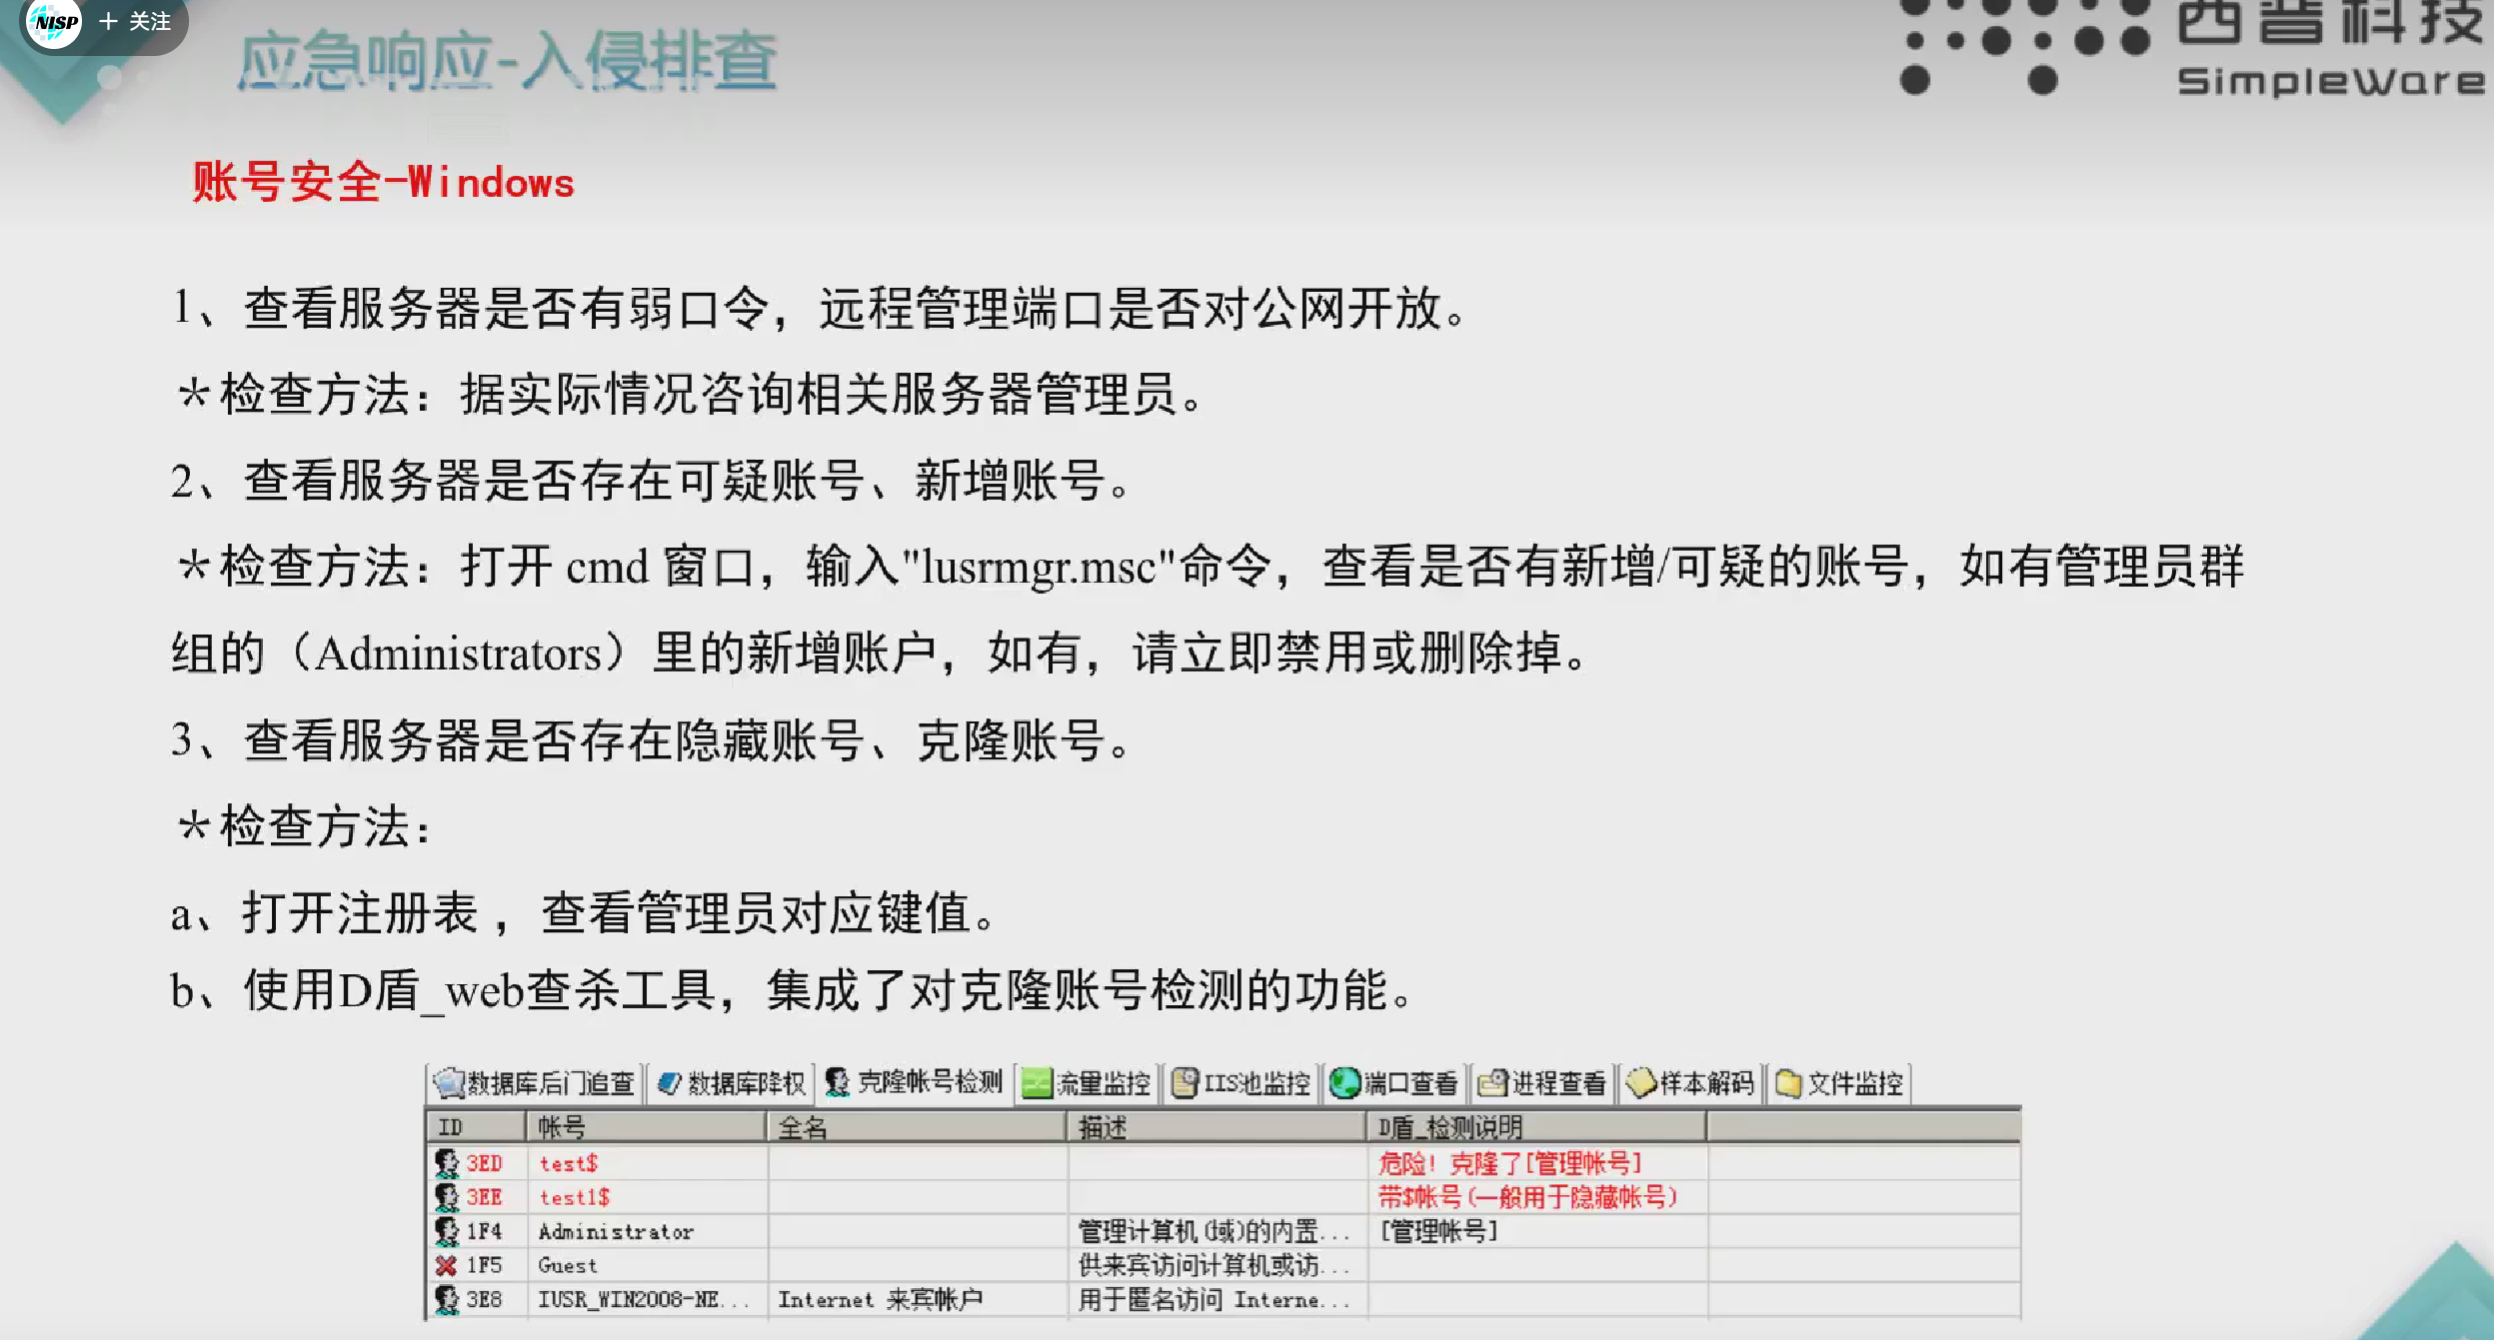 NISP + 关注
应急响应-入侵排查
西普科技
SimpleWare
账号安全-Windows
1、查看服务器是否有弱口令，远程管理端口是否对公网开放。
＊检查方法：据实际情况咨询相关服务器管理员。
2、查看服务器是否存在可疑账号、新增账号。
＊检查方法：打开 cmd 窗口，输入"lusrmgr.msc"命令，查看是否有新增/可疑的账号，如有管理员群
组的（Administrators）里的新增账户，如有，请立即禁用或删除掉。
3、查看服务器是否存在隐藏账号、克隆账号。
＊检查方法：
a、打开注册表 ，查看管理员对应键值。
b、使用D盾_web查杀工具，集成了对克隆账号检测的功能。
数据库后门追查 数据库降权 克隆帐号检测 流量监控 IIS池监控 端口查看 进程查看 样本解码 文件监控
ID 帐号 全名 描述 D盾_检测说明
3ED test$ 危险！克隆了[管理帐号]
3EE test1$ 带$帐号(一般用于隐藏帐号)
1F4 Administrator 管理计算机(域)的内置... [管理帐号]
1F5 Guest 供来宾访问计算机或访...
3E8 IUSR_WIN2008-NE... Internet 来宾帐户 用于匿名访问 Interne...